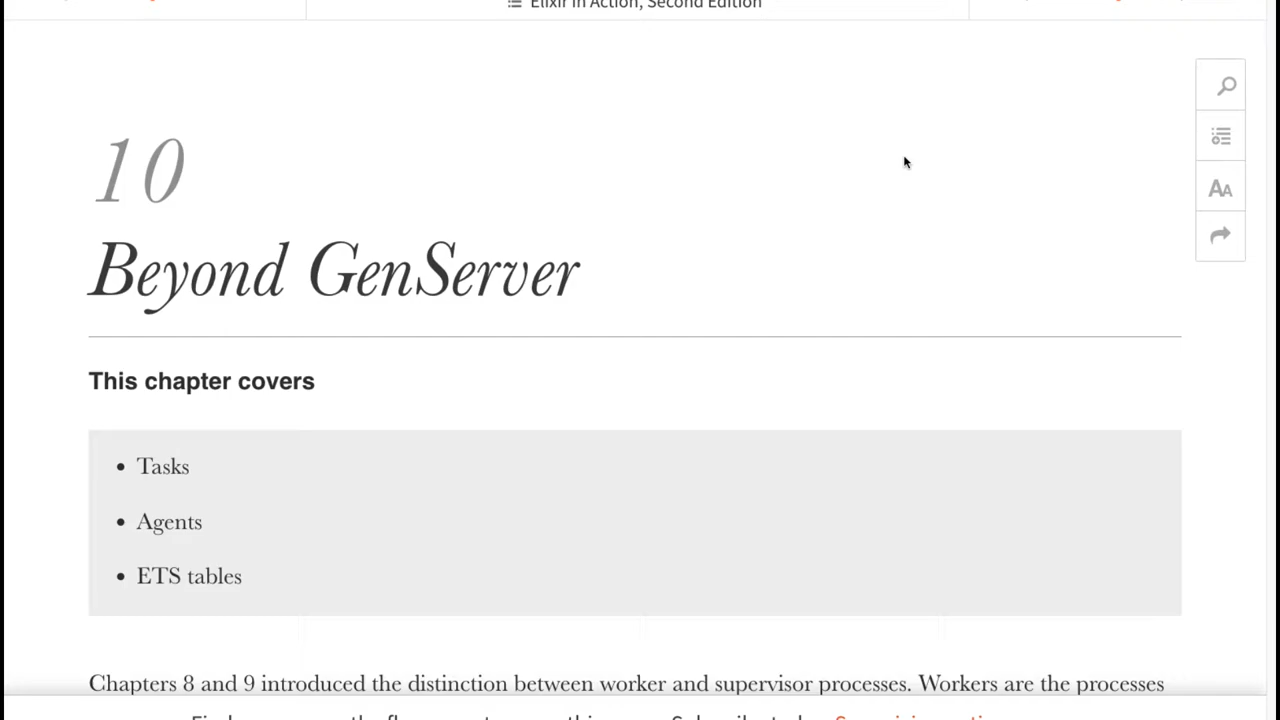 Elixir in Action, Second Edition
10
Beyond GenServer
This chapter covers
• Tasks
• Agents
• ETS tables
Chapters 8 and 9 introduced the distinction between worker and supervisor processes. Workers are the processes